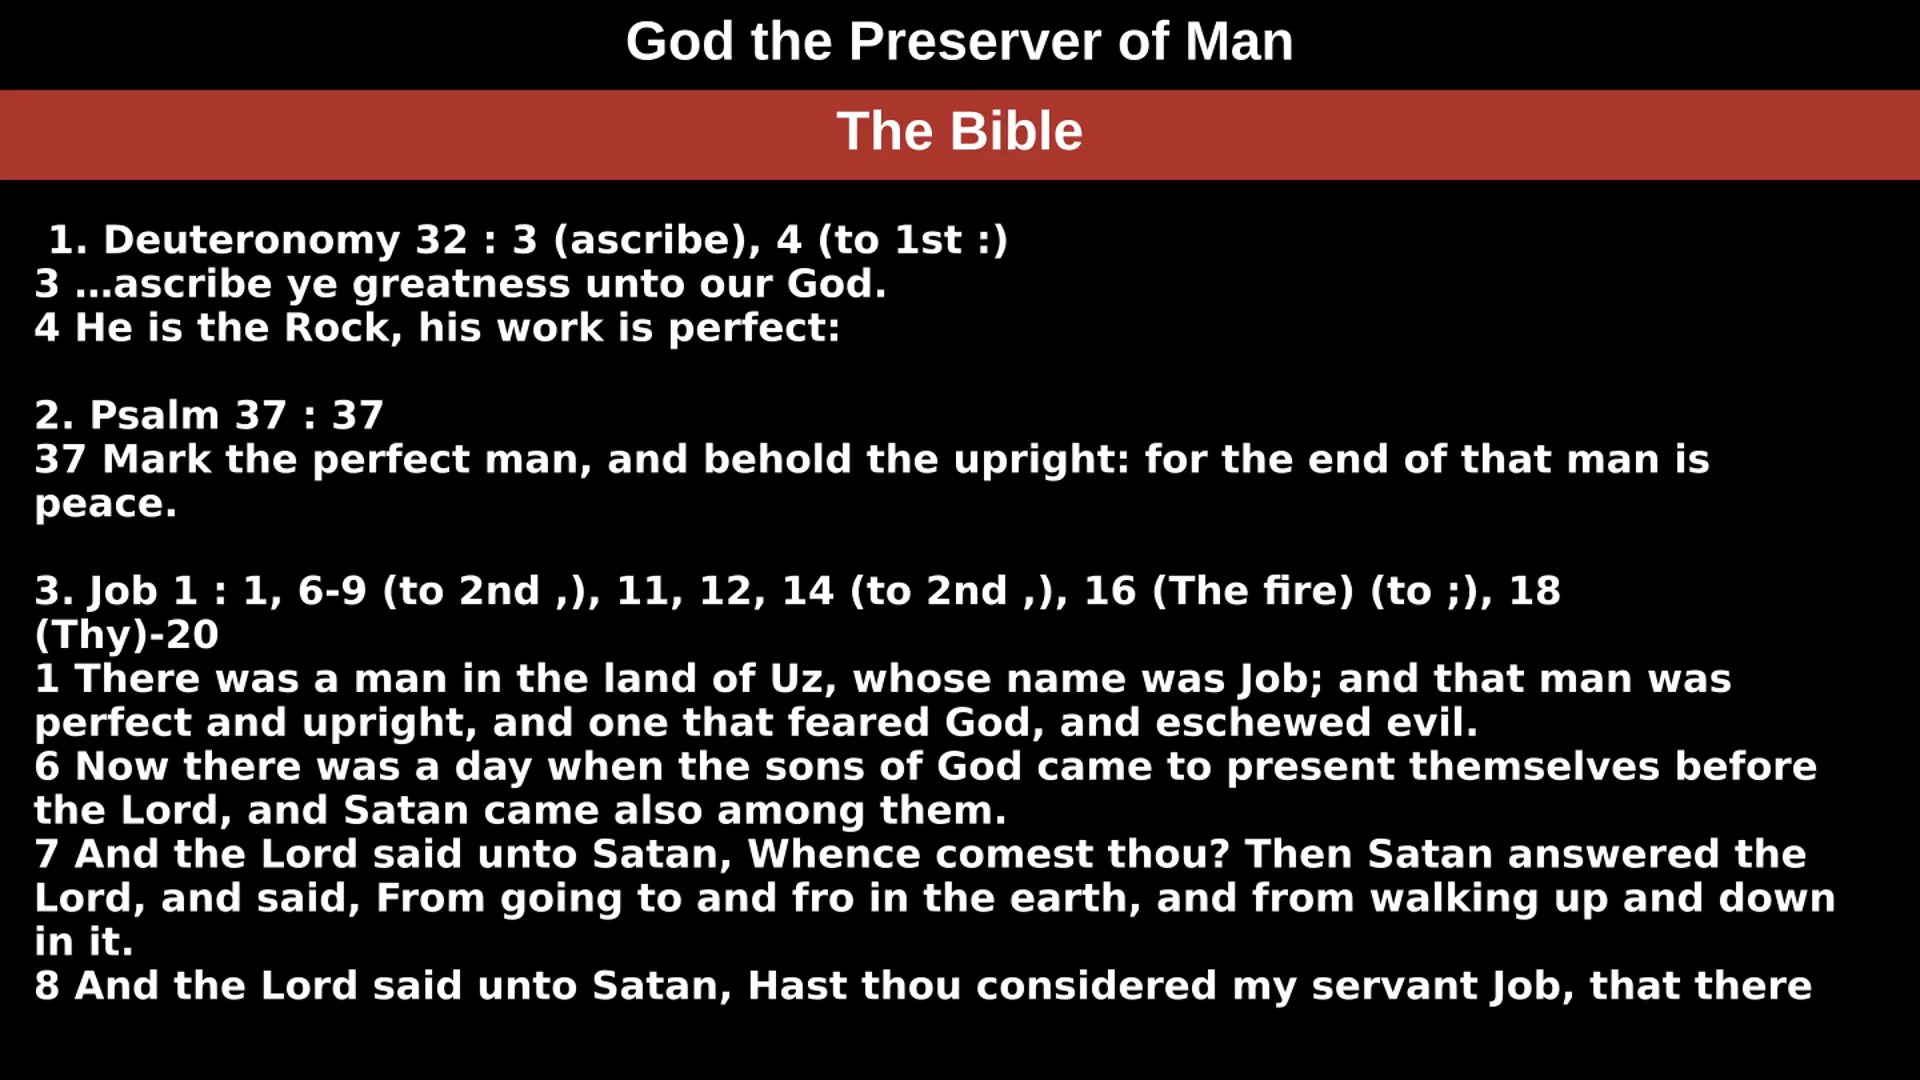 God the Preserver of Man
The Bible
1. Deuteronomy 32 : 3 (ascribe), 4 (to 1st :)
3 …ascribe ye greatness unto our God.
4 He is the Rock, his work is perfect:
2. Psalm 37 : 37
37 Mark the perfect man, and behold the upright: for the end of that man is
peace.
3. Job 1 : 1, 6-9 (to 2nd ,), 11, 12, 14 (to 2nd ,), 16 (The fire) (to ;), 18
(Thy)-20
1 There was a man in the land of Uz, whose name was Job; and that man was
perfect and upright, and one that feared God, and eschewed evil.
6 Now there was a day when the sons of God came to present themselves before
the Lord, and Satan came also among them.
7 And the Lord said unto Satan, Whence comest thou? Then Satan answered the
Lord, and said, From going to and fro in the earth, and from walking up and down
in it.
8 And the Lord said unto Satan, Hast thou considered my servant Job, that there